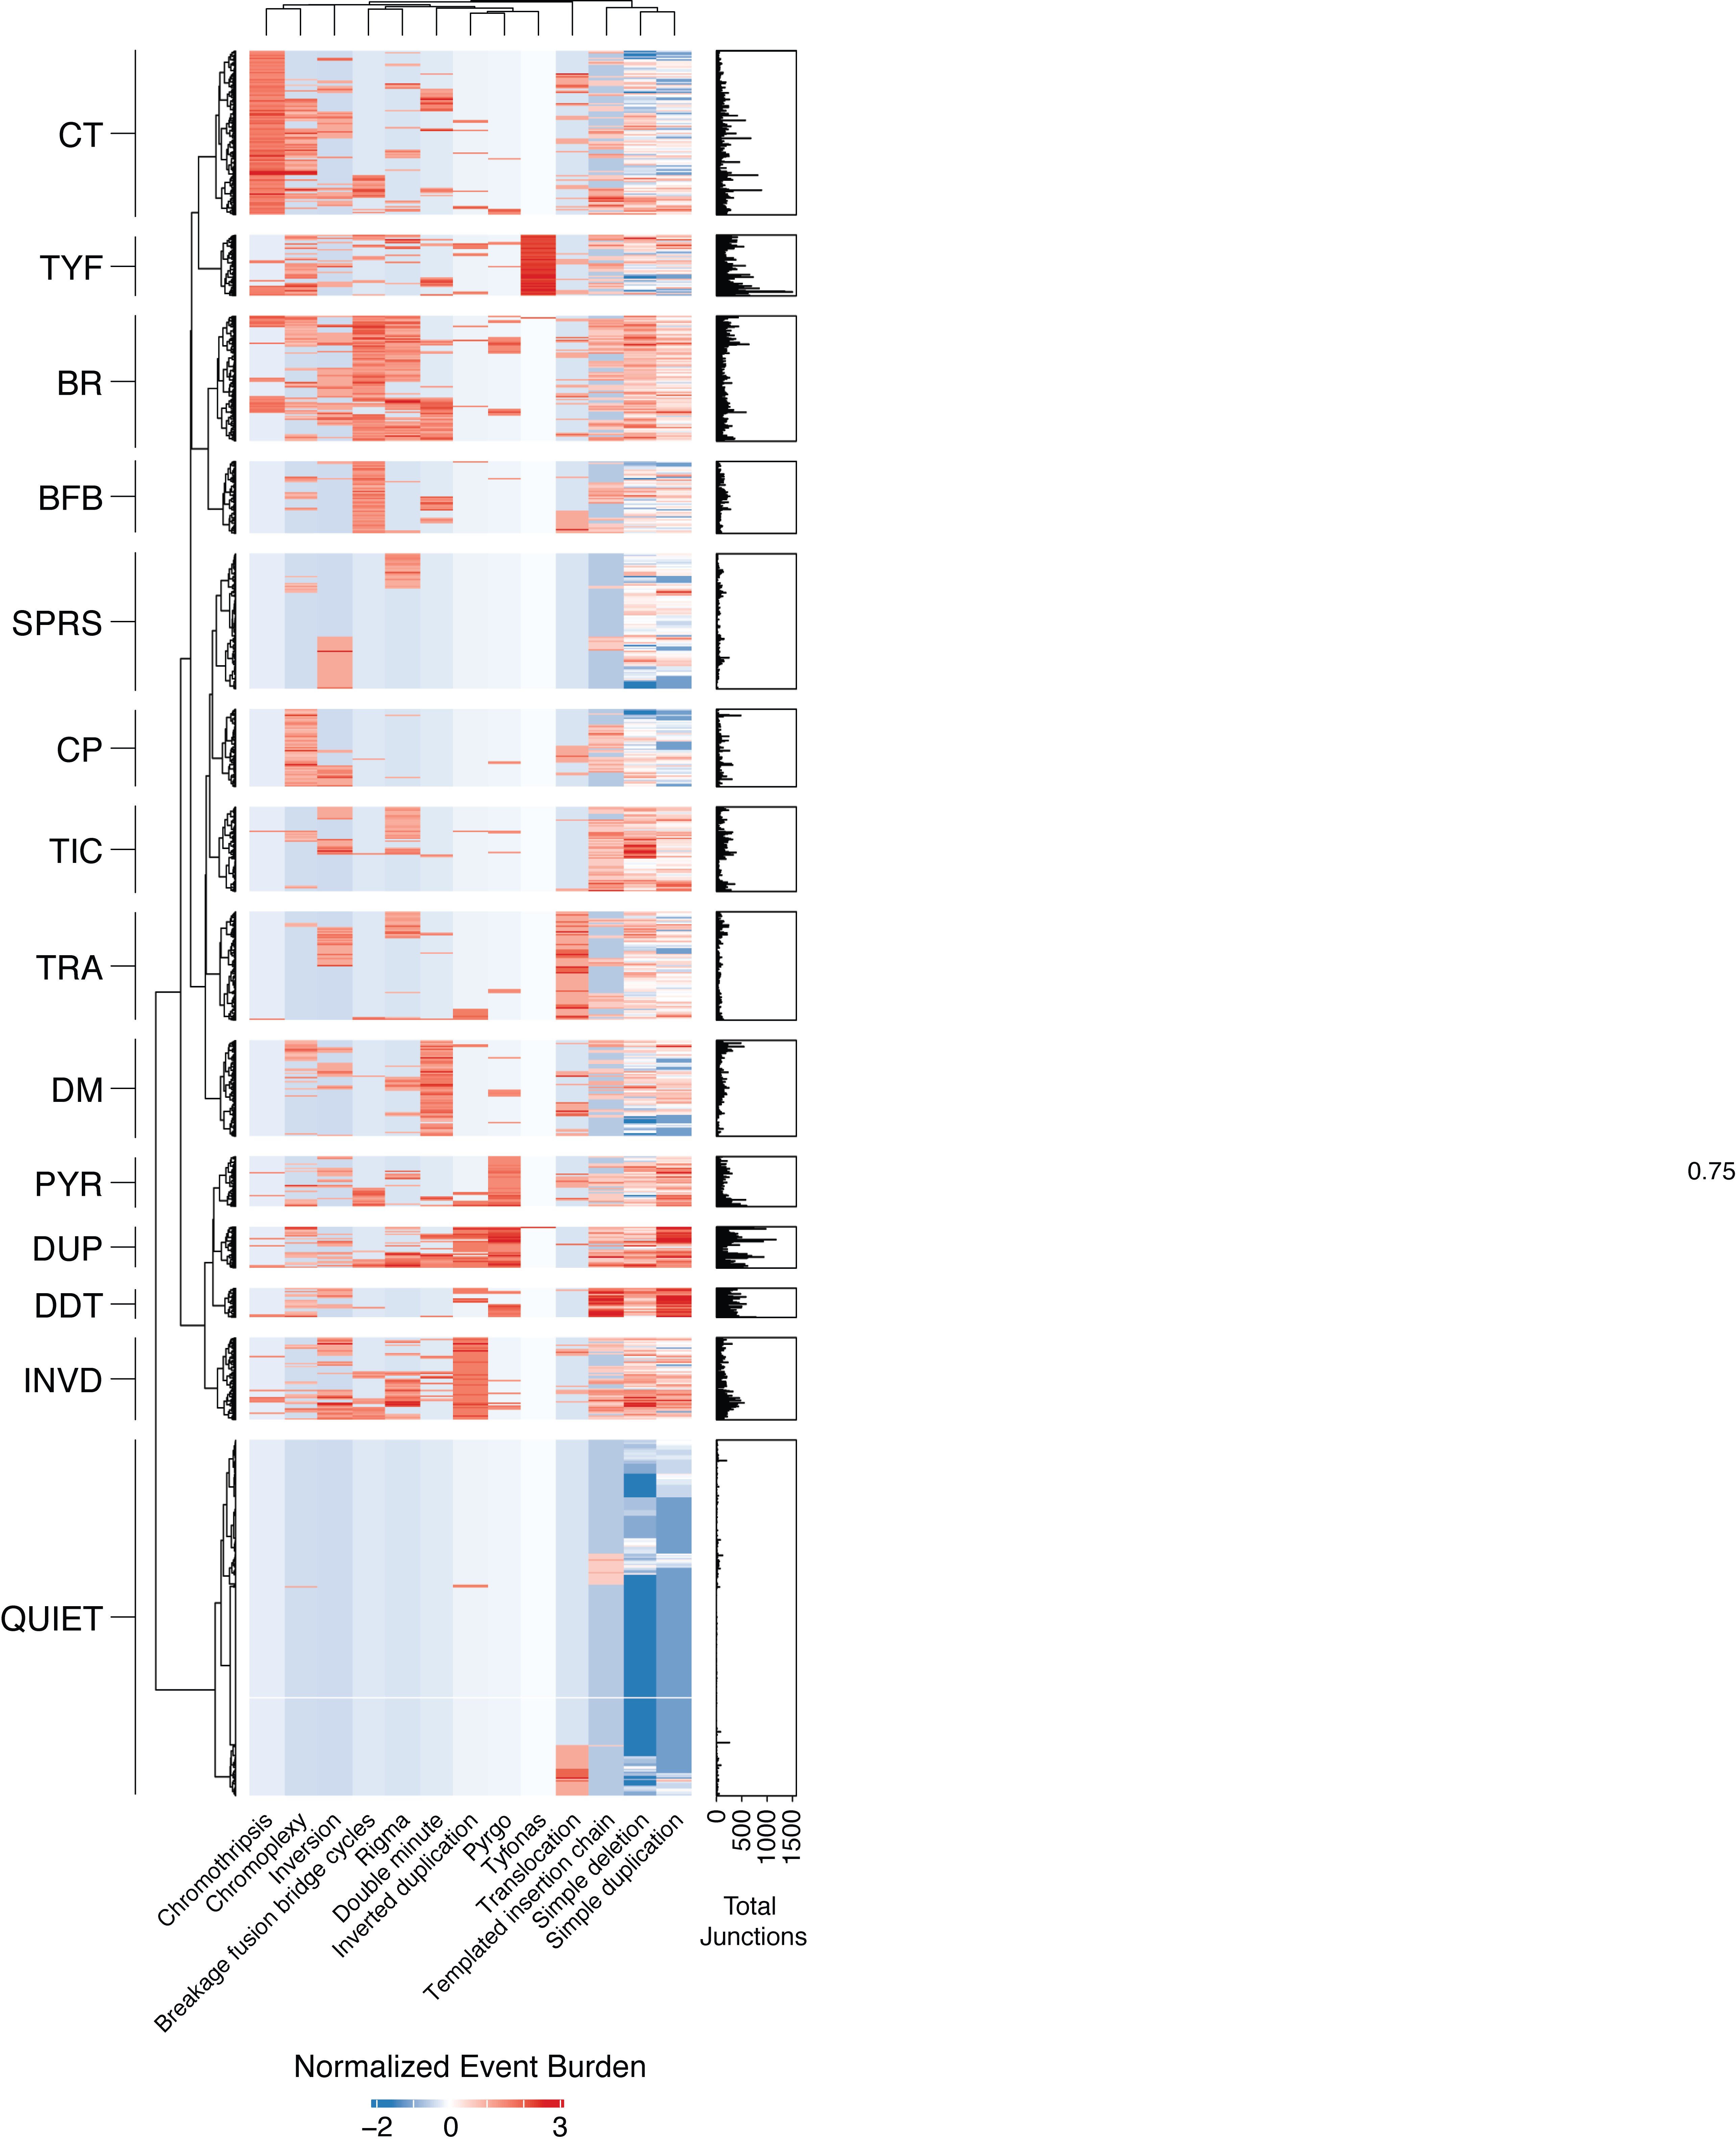 CT
TYF
BR
BFB
SPRS
CP
TIC
TRA
DM
PYR
0.75
DUP
DDT
INVD
QUIET
0
500
1000
1500
Chromothripsis
Chromoplexy
Inversion
Breakage fusion bridge cycles
Rigma
Double minute
Inverted duplication
Pyrgo
Tyfonas
Translocation
Templated insertion chain
Simple deletion
Simple duplication
Total
Junctions
Normalized Event Burden
−2 0 3